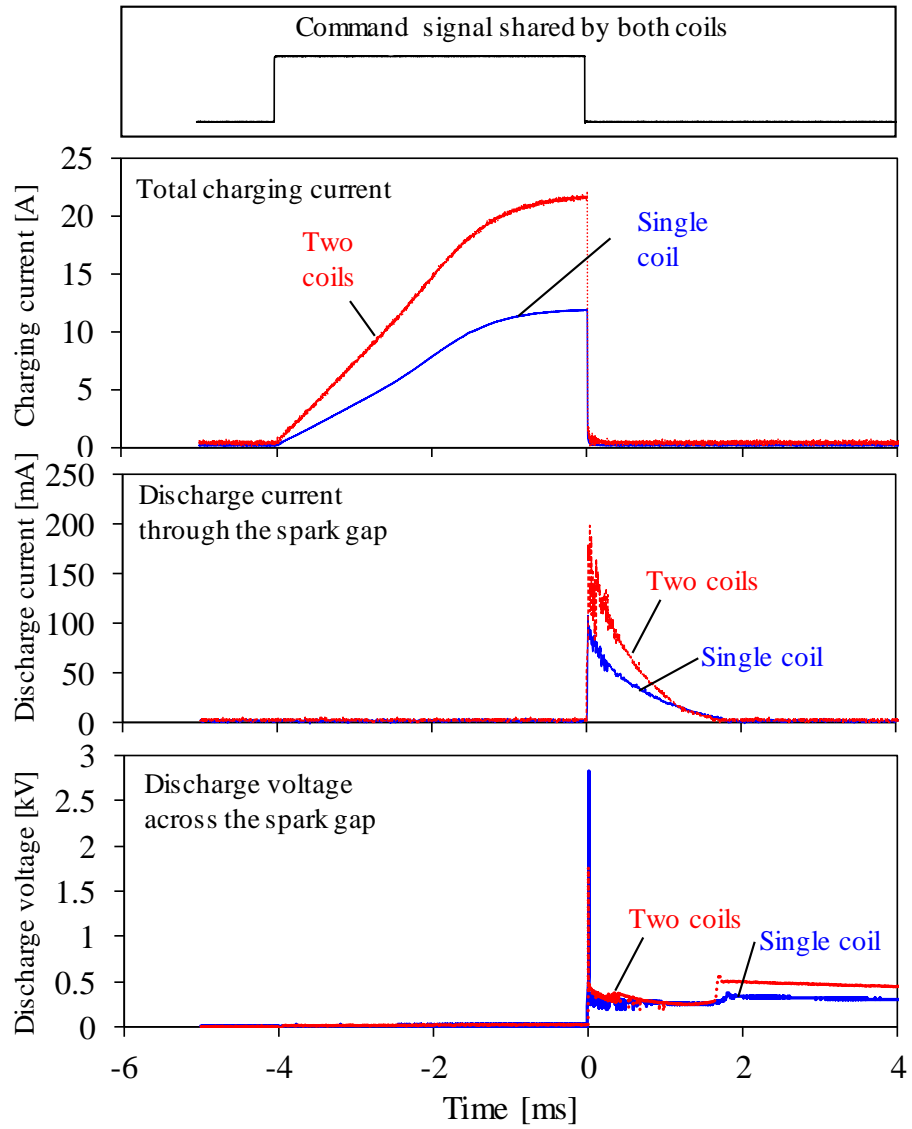 Command signal shared by both coils
Charging current [A]
25
20
15
10
5
0
Total charging current
Two
coils
Single
coil
Discharge current [mA]
250
200
150
100
50
0
Discharge current
through the spark gap
Two coils
Single coil
Discharge voltage [kV]
3
2.5
2
1.5
1
0.5
0
Discharge voltage
across the spark gap
Two coils
Single coil
-6 -4 -2 0 2 4
Time [ms]